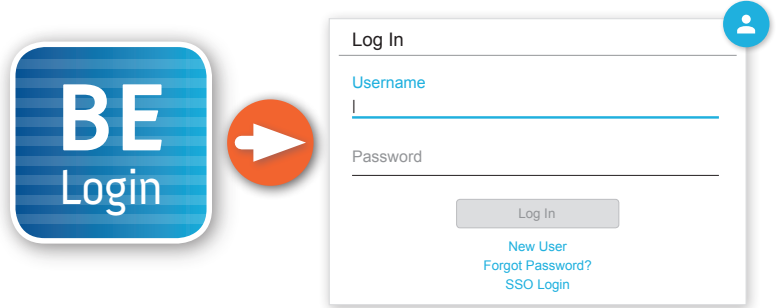 BE
Login
Log In
Username
Password
Log In
New User
Forgot Password?
SSO Login